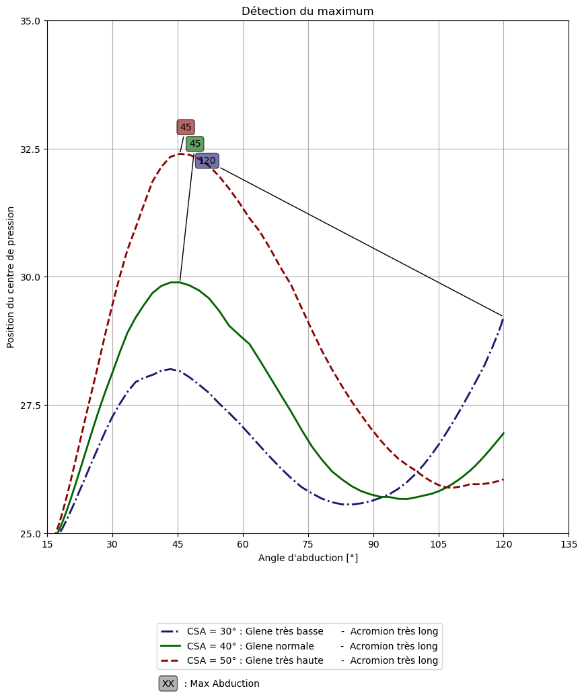 Détection du maximum
35.0
32.5
30.0
27.5
25.0
Position du centre de pression
45
45
120
15 30 45 60 75 90 105 120 135
Angle d'abduction [°]
CSA = 30° : Glene très basse - Acromion très long
CSA = 40° : Glene normale - Acromion très long
CSA = 50° : Glene très haute - Acromion très long
XX : Max Abduction